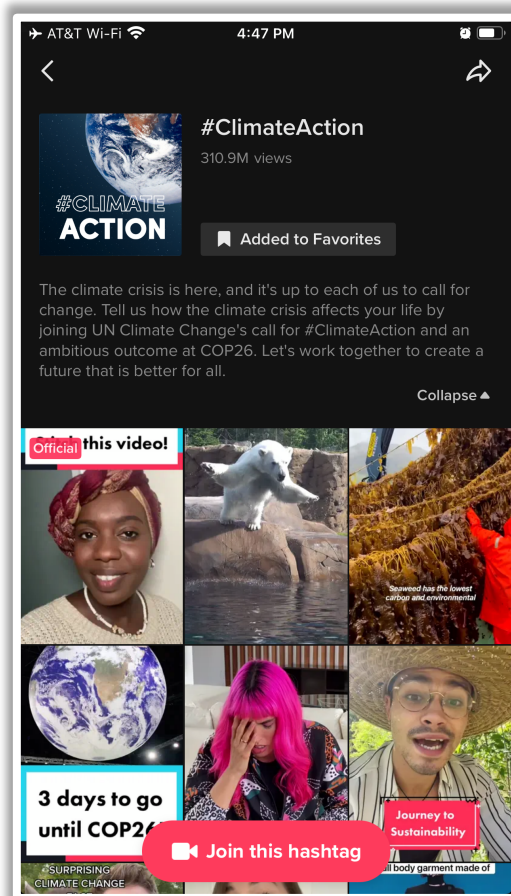 AT&T Wi-Fi
4:47 PM
#CLIMATE
ACTION
#ClimateAction
310.9M views
Added to Favorites
The climate crisis is here, and it's up to each of us to call for
change. Tell us how the climate crisis affects your life by
joining UN Climate Change's call for #ClimateAction and an
ambitious outcome at COP26. Let's work together to create a
future that is better for all.
Collapse
Official
this video!
Seaweed has the lowest
carbon and environmental
3 days to go
until COP26
Journey to
Sustainability
Join this hashtag
SURPRISING
CLIMATE CHANGE
body garment made of